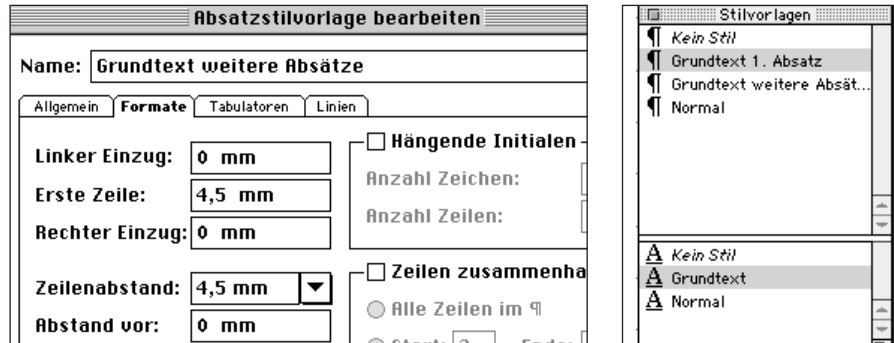 Absatzstilvorlage bearbeiten
Name: Grundtext weitere Absätze
Allgemein Formate Tabulatoren Linien
Linker Einzug: 0 mm
Erste Zeile: 4,5 mm
Rechter Einzug: 0 mm
Zeilenabstand: 4,5 mm
Abstand vor: 0 mm
Hängende Initialen
Anzahl Zeichen:
Anzahl Zeilen:
Zeilen zusammenha
Alle Zeilen im ¶
Stilvorlagen
¶ Kein Stil
¶ Grundtext 1. Absatz
¶ Grundtext weitere Absät...
¶ Normal
A Kein Stil
A Grundtext
A Normal